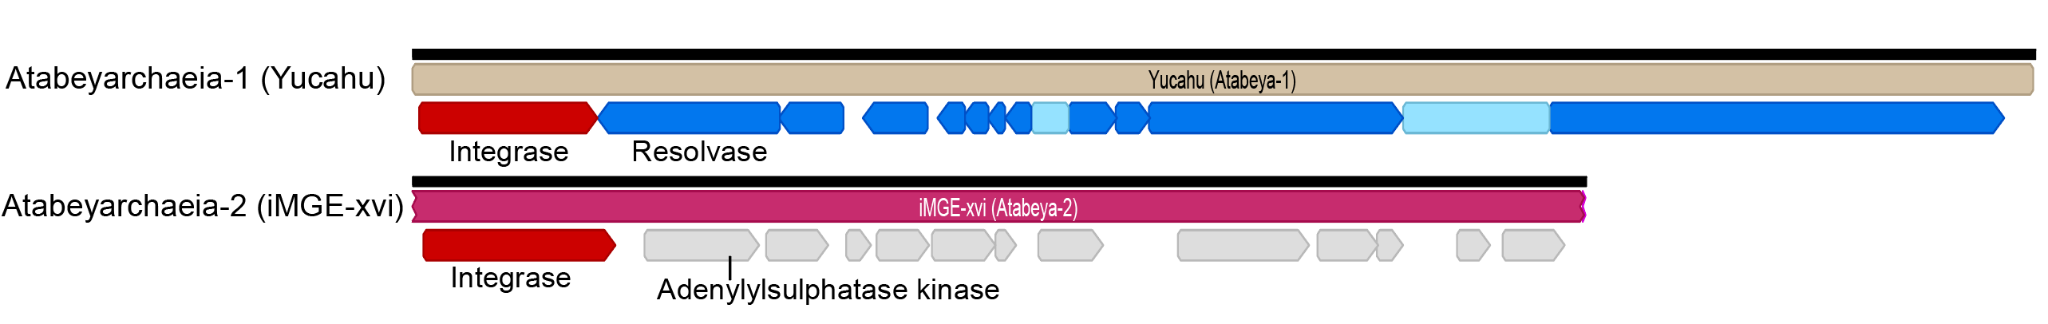 Atabeyarchaeia-1 (Yucahu)
Yucahu (Atabeya-1)
Integrase
Resolvase
Atabeyarchaeia-2 (iMGE-xvi)
iMGE-xvi (Atabeya-2)
Integrase
Adenylylsulphatase kinase